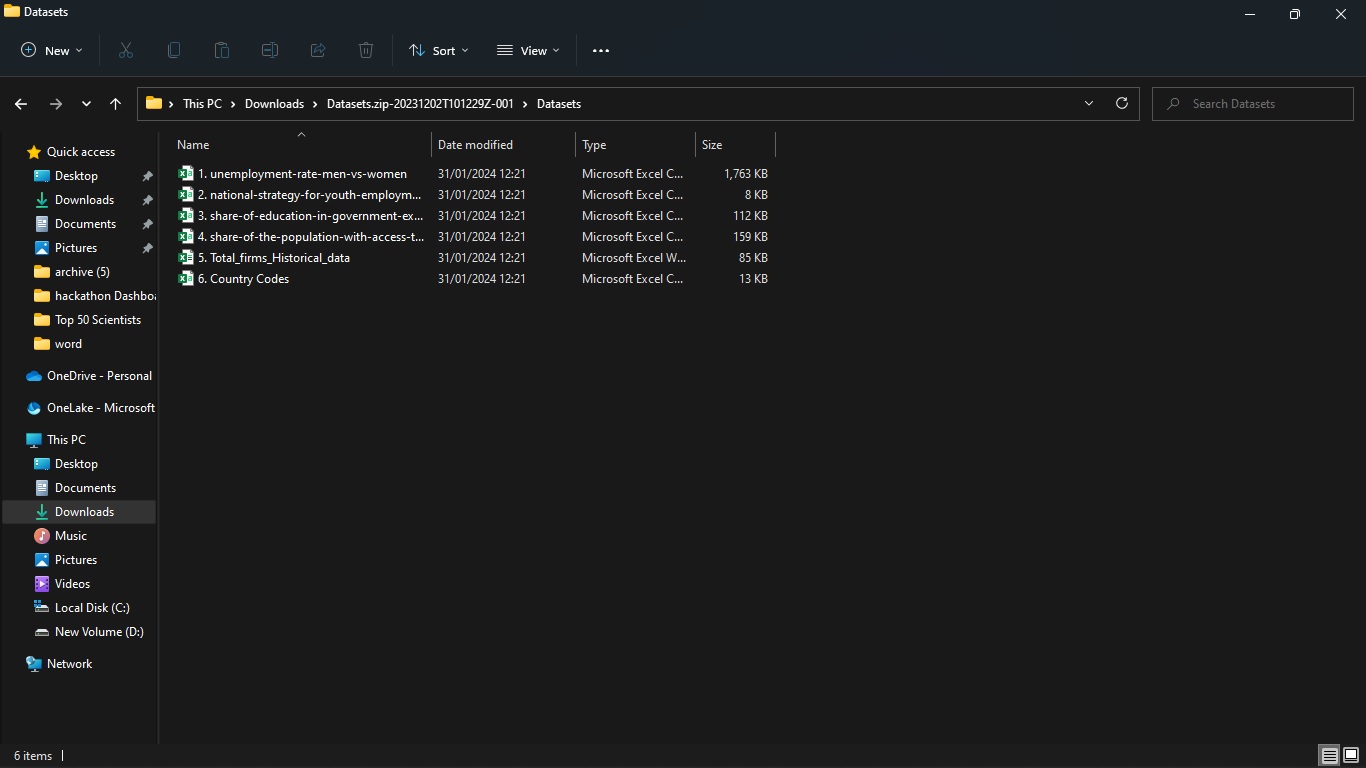 Datasets
New
Sort
View
This PC > Downloads > Datasets.zip-20231202T101229Z-001 > Datasets
Search Datasets
Name Date modified Type Size
1. unemployment-rate-men-vs-women 31/01/2024 12:21 Microsoft Excel C... 1,763 KB
2. national-strategy-for-youth-employm... 31/01/2024 12:21 Microsoft Excel C... 8 KB
3. share-of-education-in-government-ex... 31/01/2024 12:21 Microsoft Excel C... 112 KB
4. share-of-the-population-with-access-t... 31/01/2024 12:21 Microsoft Excel C... 159 KB
5. Total_firms_Historical_data 31/01/2024 12:21 Microsoft Excel W... 85 KB
6. Country Codes 31/01/2024 12:21 Microsoft Excel C... 13 KB
Quick access
Desktop
Downloads
Documents
Pictures
archive (5)
hackathon Dashboa
Top 50 Scientists
word
OneDrive - Personal
OneLake - Microsoft
This PC
Desktop
Documents
Downloads
Music
Pictures
Videos
Local Disk (C:)
New Volume (D:)
Network
6 items